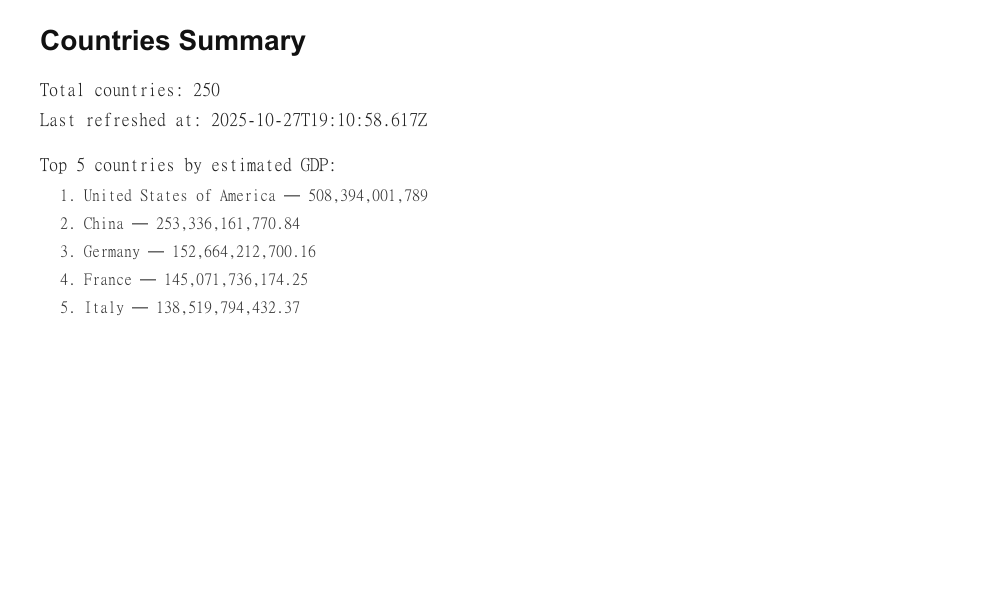 Countries Summary
Total countries: 250
Last refreshed at: 2025-10-27T19:10:58.617Z
Top 5 countries by estimated GDP:
1. United States of America — 508,394,001,789
2. China — 253,336,161,770.84
3. Germany — 152,664,212,700.16
4. France — 145,071,736,174.25
5. Italy — 138,519,794,432.37